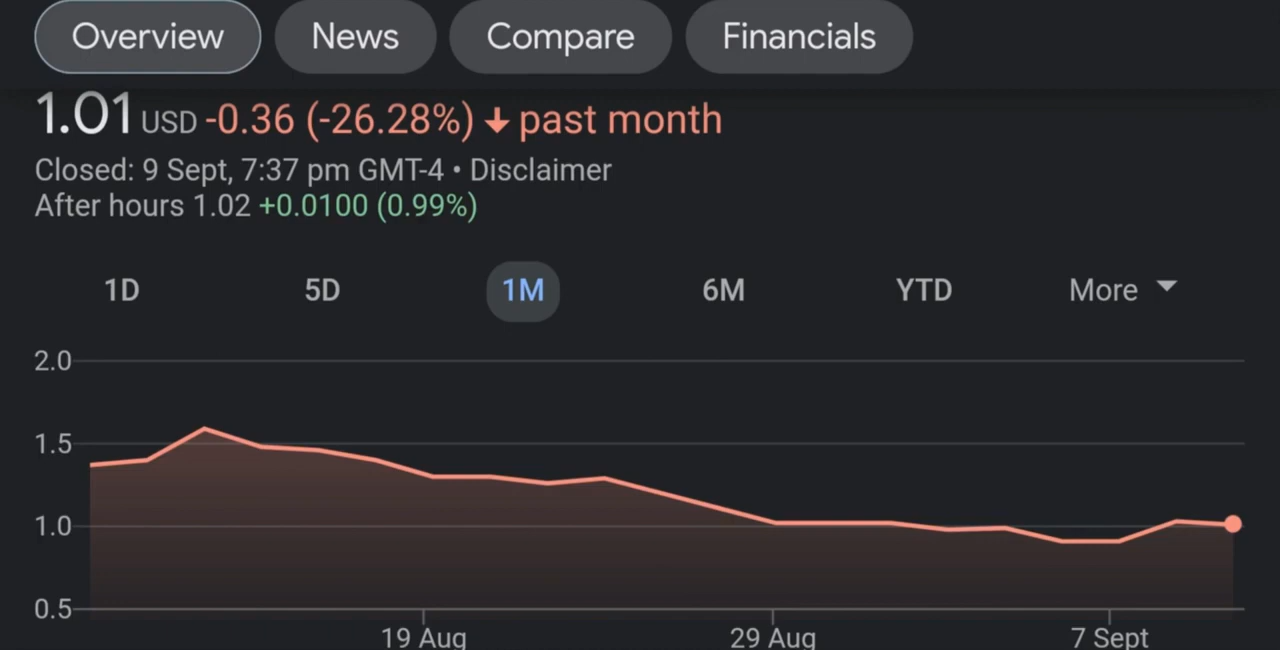 Overview News Compare Financials
1.01 USD -0.36 (-26.28%) ↓ past month
Closed: 9 Sept, 7:37 pm GMT-4 • Disclaimer
After hours 1.02 +0.0100 (0.99%)
1D 5D 1M 6M YTD More
2.0
1.5
1.0
0.5
19 Aug 29 Aug 7 Sept